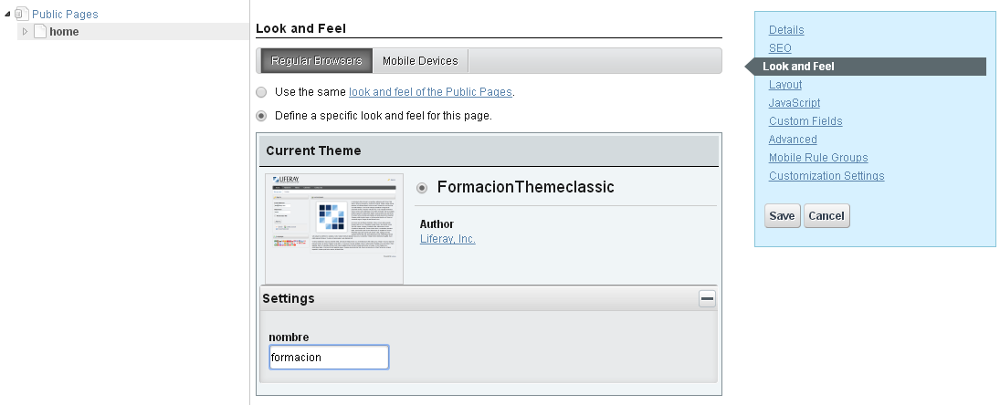 Public Pages
home
Look and Feel
Regular Browsers
Mobile Devices
Use the same look and feel of the Public Pages.
Define a specific look and feel for this page.
Current Theme
LIFERAY
FormacionThemeclassic
Author
Liferay, Inc.
Settings
nombre
formacion
Details
SEO
Look and Feel
Layout
JavaScript
Custom Fields
Advanced
Mobile Rule Groups
Customization Settings
Save
Cancel